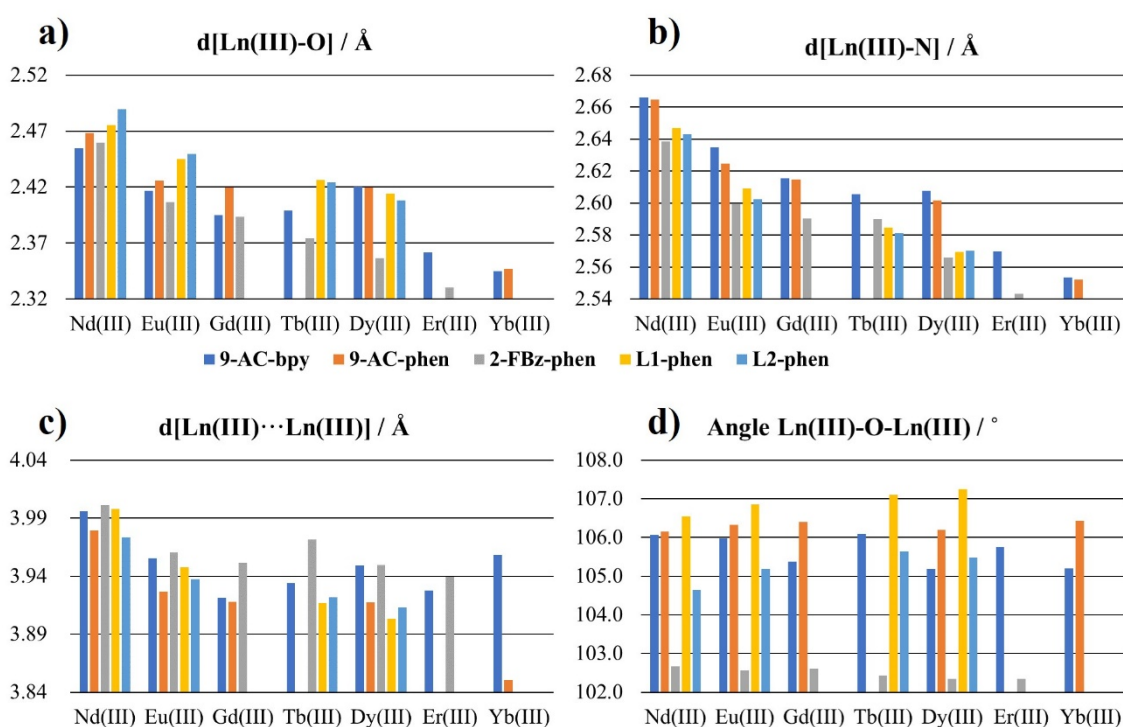 a)
d[Ln(III)-O] / Å
2.52
2.47
2.42
2.37
2.32
Nd(III) Eu(III) Gd(III) Tb(III) Dy(III) Er(III) Yb(III)
b)
d[Ln(III)-N] / Å
2.68
2.66
2.64
2.62
2.60
2.58
2.56
2.54
Nd(III) Eu(III) Gd(III) Tb(III) Dy(III) Er(III) Yb(III)
9-AC-bpy 9-AC-phen 2-FBz-phen L1-phen L2-phen
c)
d[Ln(III)···Ln(III)] / Å
4.04
3.99
3.94
3.89
3.84
Nd(III) Eu(III) Gd(III) Tb(III) Dy(III) Er(III) Yb(III)
d)
Angle Ln(III)-O-Ln(III) / °
108.0
107.0
106.0
105.0
104.0
103.0
102.0
Nd(III) Eu(III) Gd(III) Tb(III) Dy(III) Er(III) Yb(III)